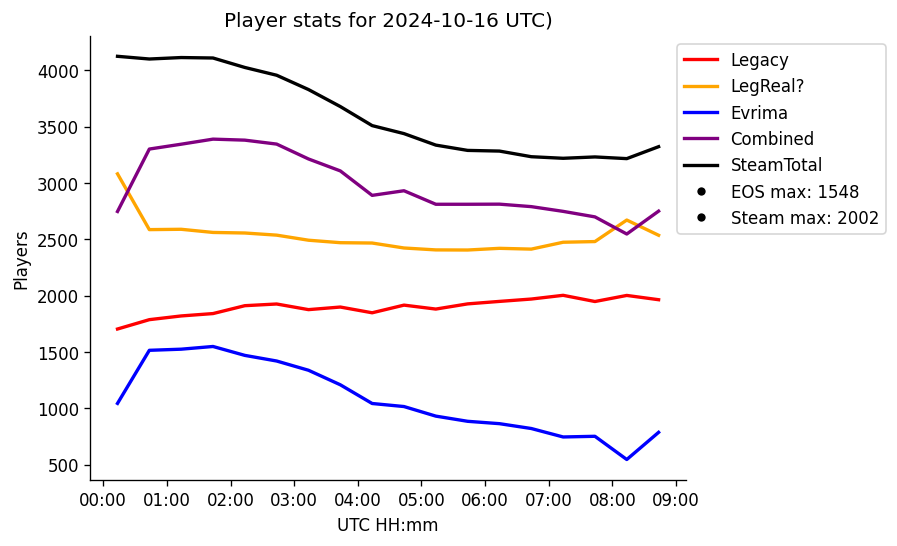 Player stats for 2024-10-16 UTC)
Players
4000
3500
3000
2500
2000
1500
1000
500
00:00 01:00 02:00 03:00 04:00 05:00 06:00 07:00 08:00 09:00
UTC HH:mm
Legacy
LegReal?
Evrima
Combined
SteamTotal
EOS max: 1548
Steam max: 2002